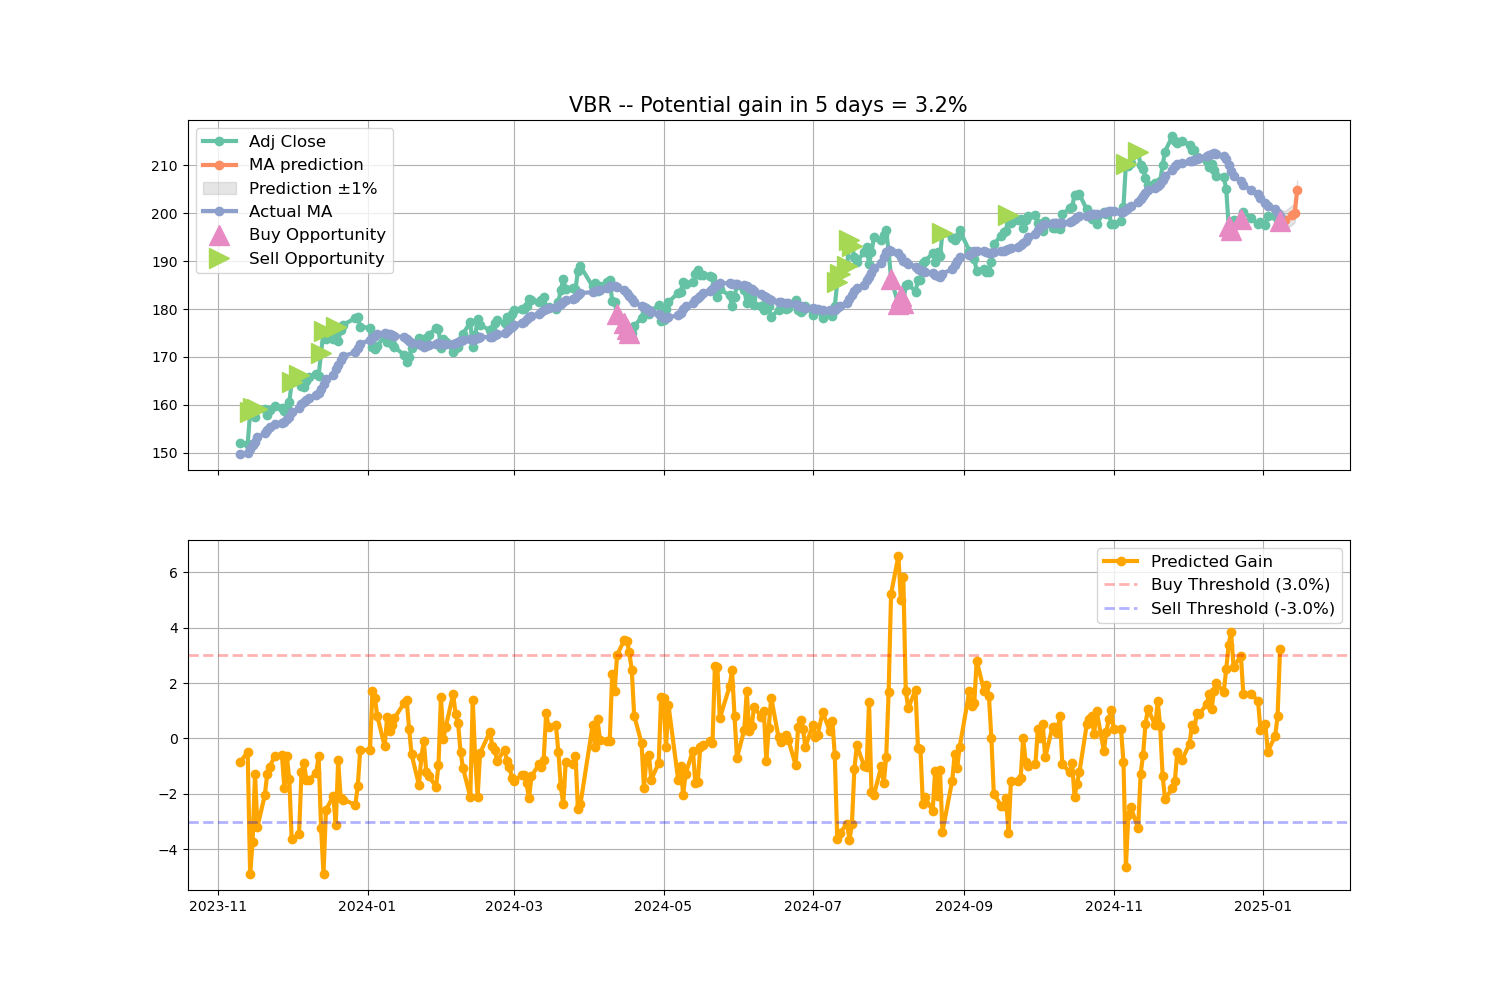 VBR -- Potential gain in 5 days = 3.2%
Adj Close
MA prediction
Prediction ±1%
Actual MA
Buy Opportunity
Sell Opportunity
210
200
190
180
170
160
150
Predicted Gain
Buy Threshold (3.0%)
Sell Threshold (-3.0%)
6
4
2
0
−2
−4
2023-11 2024-01 2024-03 2024-05 2024-07 2024-09 2024-11 2025-01